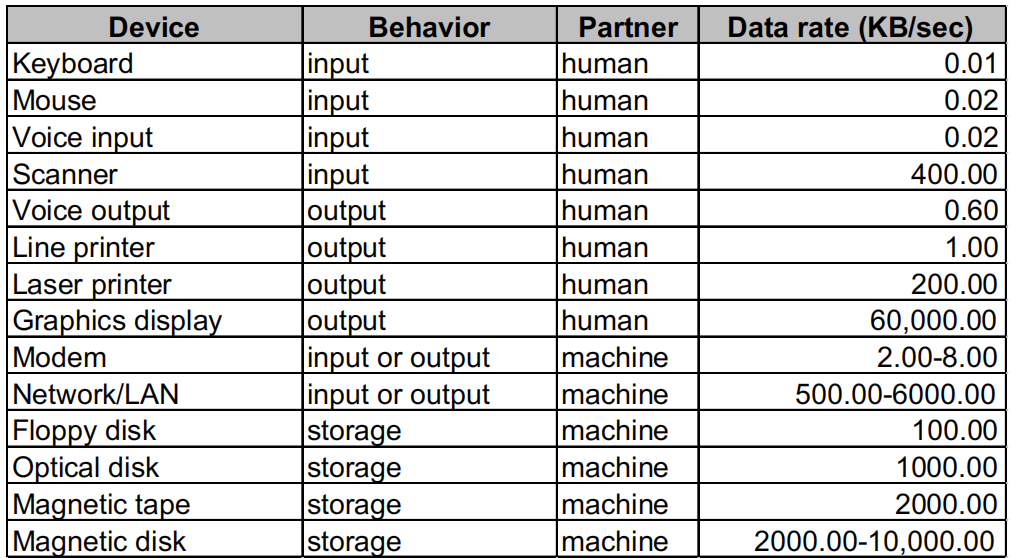 Device Behavior Partner Data rate (KB/sec)
Keyboard input human 0.01
Mouse input human 0.02
Voice input input human 0.02
Scanner input human 400.00
Voice output output human 0.60
Line printer output human 1.00
Laser printer output human 200.00
Graphics display output human 60,000.00
Modem input or output machine 2.00-8.00
Network/LAN input or output machine 500.00-6000.00
Floppy disk storage machine 100.00
Optical disk storage machine 1000.00
Magnetic tape storage machine 2000.00
Magnetic disk storage machine 2000.00-10,000.00